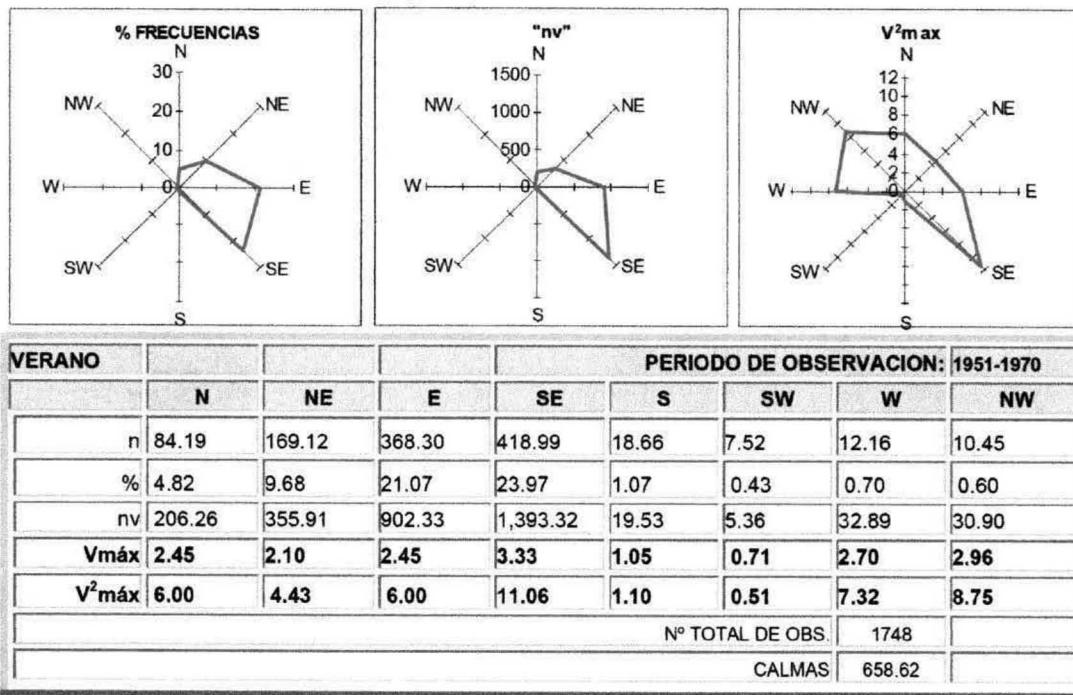 % FRECUENCIAS
N
30
20
10
0
NW
NE
W
E
SW
SE
S
"nv"
N
1500
1000
500
0
NW
NE
W
E
SW
SE
S
V²max
N
12
10
8
6
4
2
0
NW
NE
W
E
SW
SE
S
VERANO PERIODO DE OBSERVACION: 1951-1970
N NE E SE S SW W NW
n 84.19 169.12 368.30 418.99 18.66 7.52 12.16 10.45
% 4.82 9.68 21.07 23.97 1.07 0.43 0.70 0.60
nv 206.26 355.91 902.33 1,393.32 19.53 5.36 32.89 30.90
Vmáx 2.45 2.10 2.45 3.33 1.05 0.71 2.70 2.96
V²máx 6.00 4.43 6.00 11.06 1.10 0.51 7.32 8.75
Nº TOTAL DE OBS. 1748
CALMAS 658.62